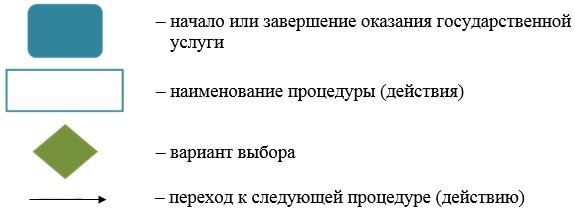 – начало или завершение оказания государственной
услуги
– наименование процедуры (действия)
– вариант выбора
– переход к следующей процедуре (действию)